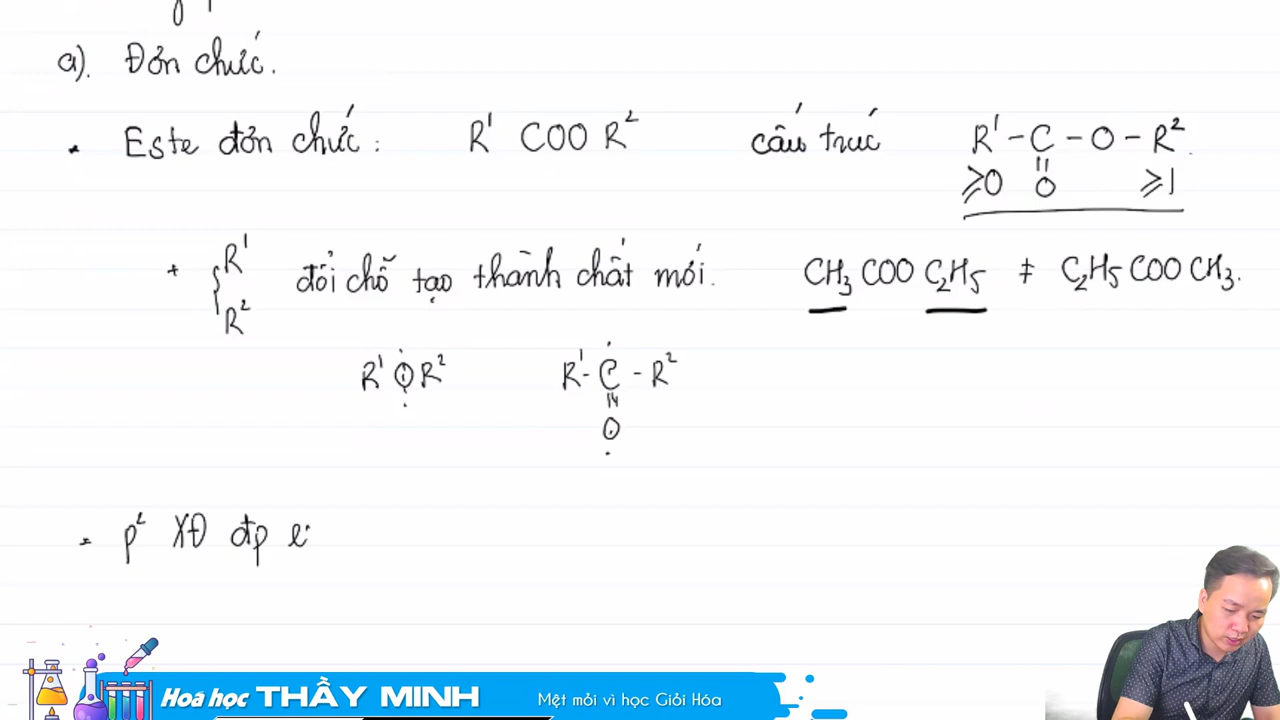 a). Đơn chức.
• Este đơn chức : R¹ COO R² cấu trúc R¹ – C – O – R²
≥0 O ≥1
+ { R¹ R² đổi chỗ tạo thành chất mới. CH₃COOC₂H₅ ≠ C₂H₅COOCH₃.
R¹ O R² R¹ - C - R²
O
- p² XĐ đp
Hoá học THẦY MINH Mệt mỏi vì học Giỏi Hóa